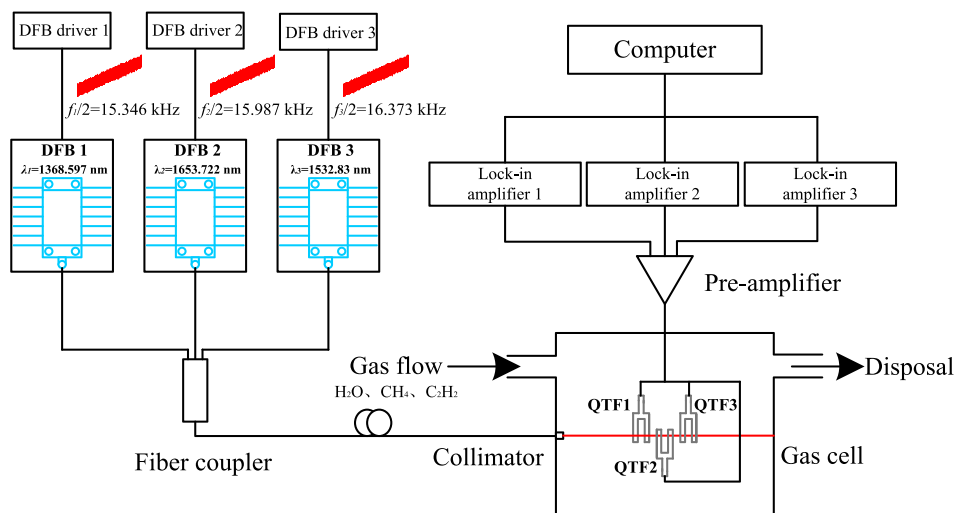 DFB driver 1
DFB driver 2
DFB driver 3
f₁/2=15.346 kHz
f₂/2=15.987 kHz
f₃/2=16.373 kHz
DFB 1
λ₁=1368.597 nm
DFB 2
λ₂=1653.722 nm
DFB 3
λ₃=1532.83 nm
Computer
Lock-in
amplifier 1
Lock-in
amplifier 2
Lock-in
amplifier 3
Pre-amplifier
Gas flow
H₂O、CH₄、C₂H₂
Disposal
QTF1
QTF3
QTF2
Fiber coupler
Collimator
Gas cell